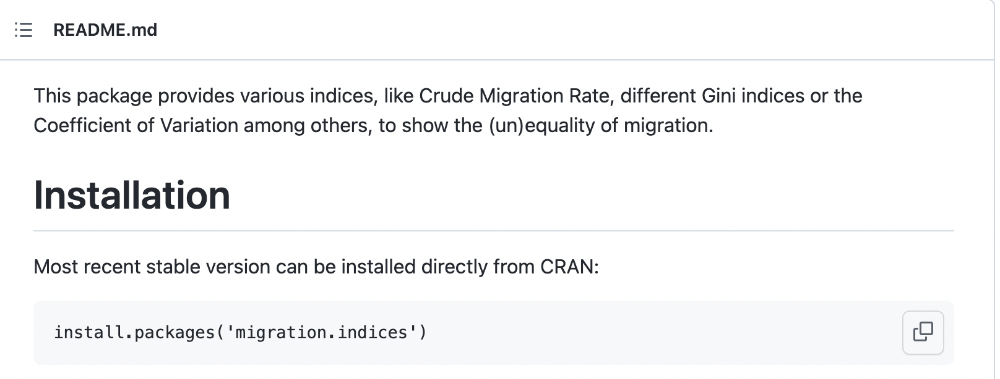 README.md
This package provides various indices, like Crude Migration Rate, different Gini indices or the
Coefficient of Variation among others, to show the (un)equality of migration.
Installation
Most recent stable version can be installed directly from CRAN:
install.packages('migration.indices')